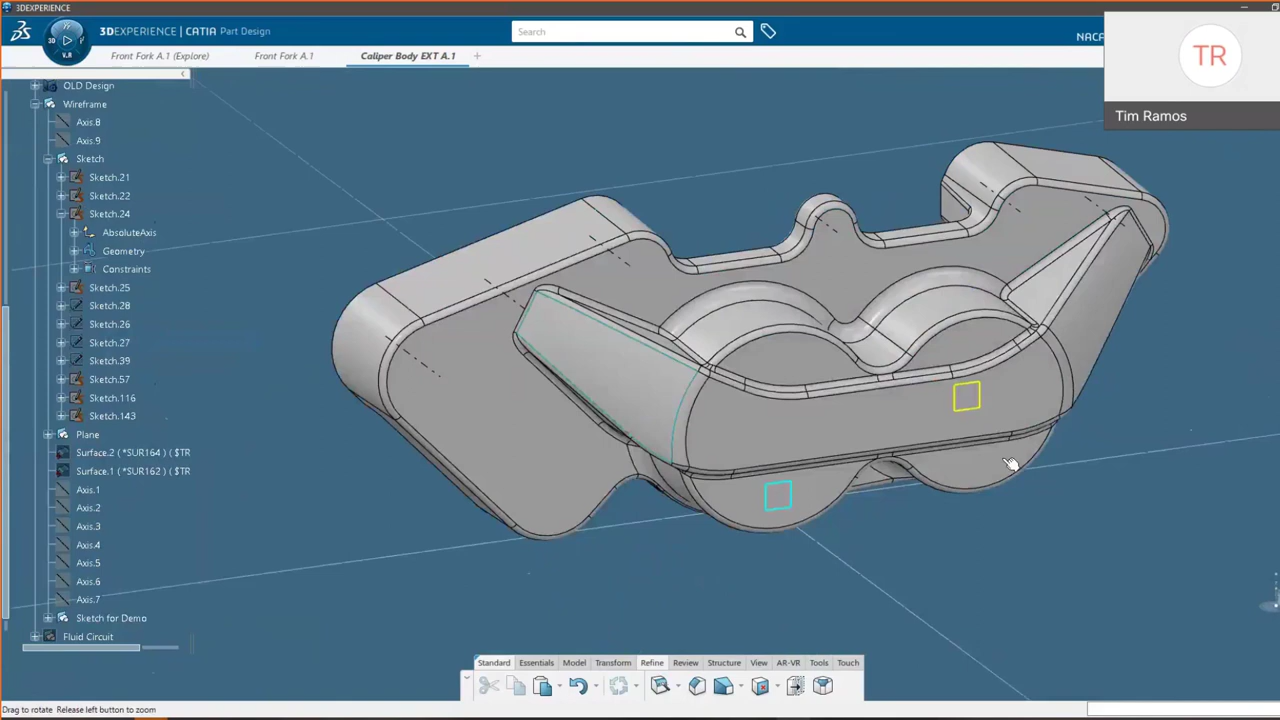 3DEXPERIENCE
3DEXPERIENCE | CATIA Part Design
3D
V.R
Search
NACA
TR
Tim Ramos
Front Fork A.1 (Explore)
Front Fork A.1
Caliper Body EXT A.1
OLD Design
Wireframe
Axis.8
Axis.9
Sketch
Sketch.21
Sketch.22
Sketch.24
AbsoluteAxis
Geometry
Constraints
Sketch.25
Sketch.28
Sketch.26
Sketch.27
Sketch.39
Sketch.57
Sketch.116
Sketch.143
Plane
Surface.2 (*SUR164) ($TR
Surface.1 (*SUR162) ($TR
Axis.1
Axis.2
Axis.3
Axis.4
Axis.5
Axis.6
Axis.7
Sketch for Demo
Fluid Circuit
Standard Essentials Model Transform Refine Review Structure View AR-VR Tools Touch
Drag to rotate Release left button to zoom